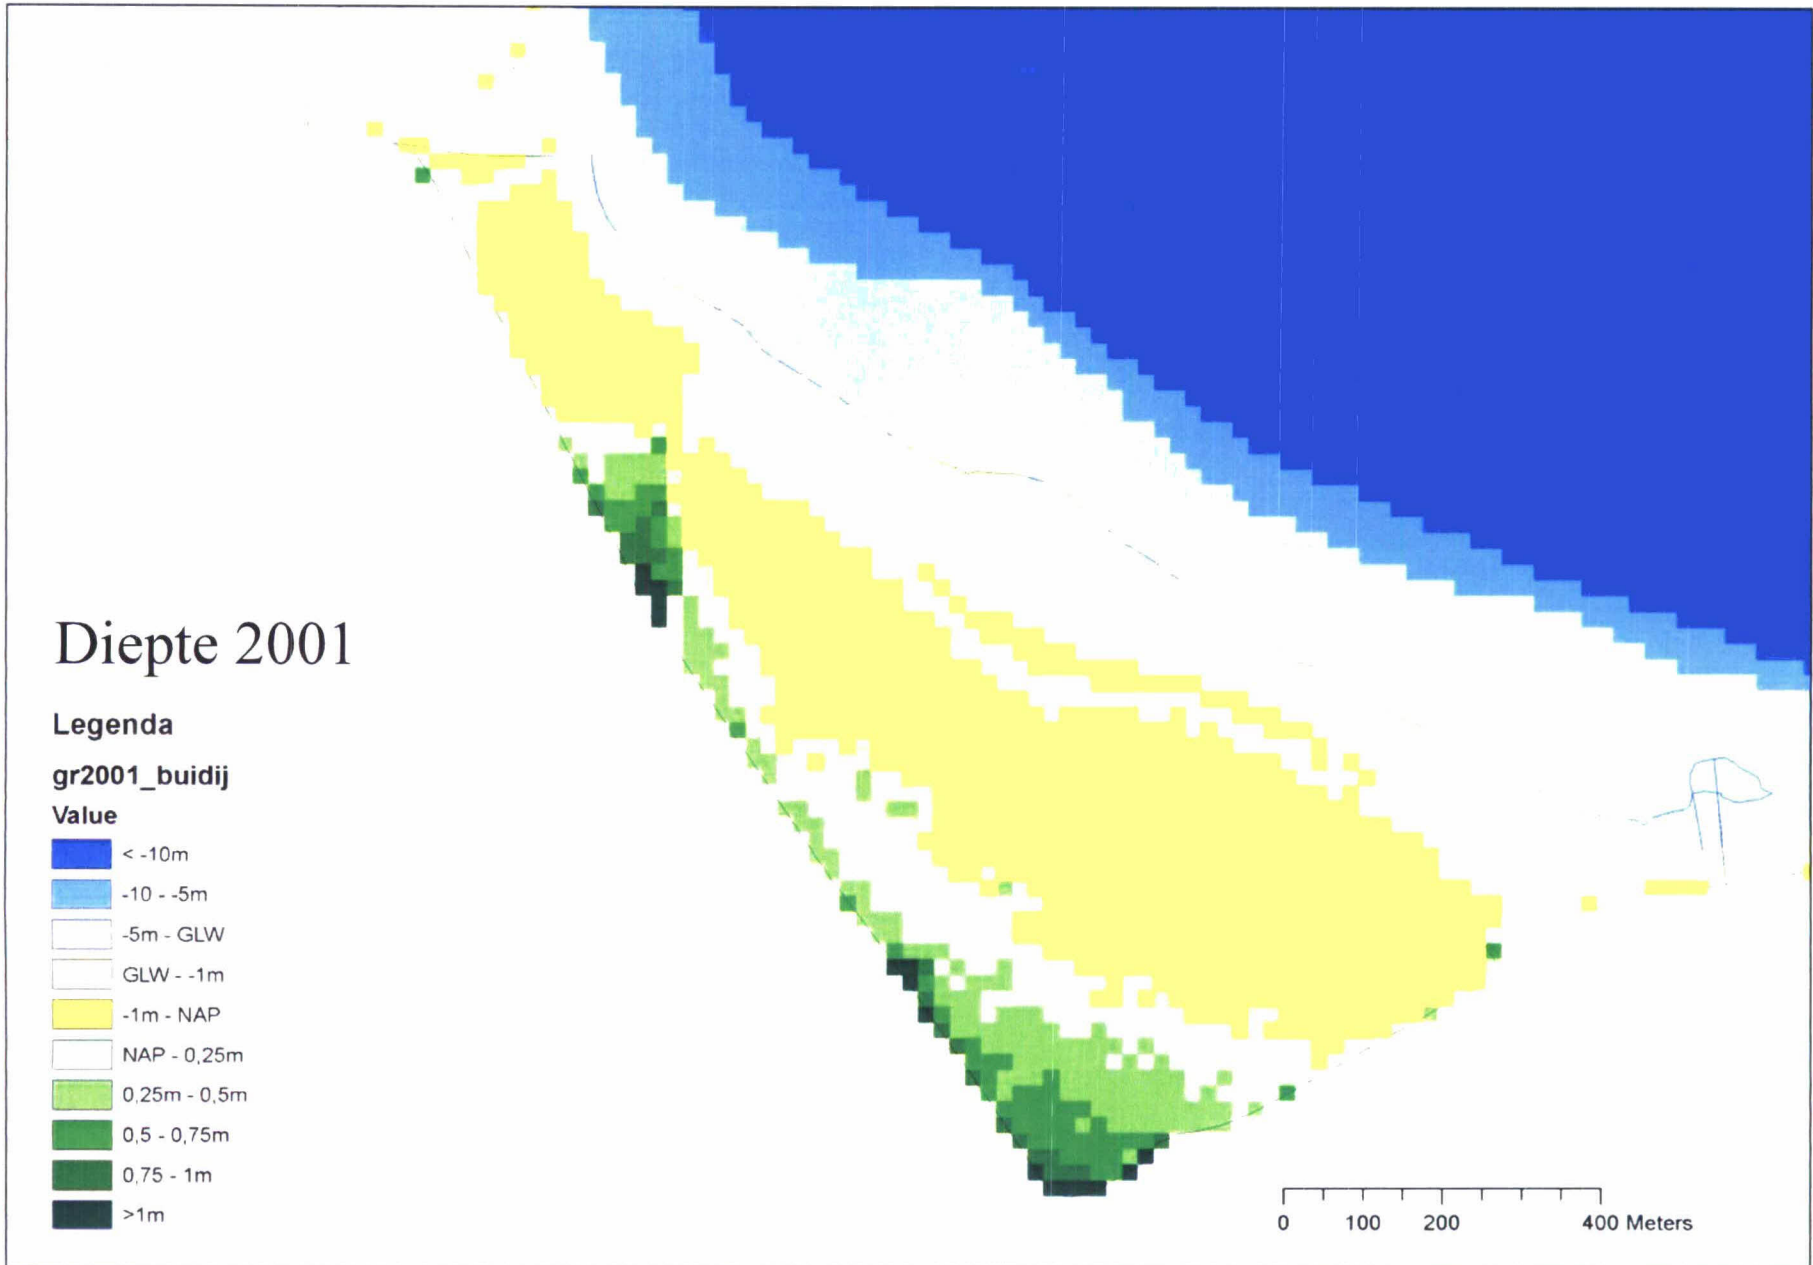 Diepte 2001
Legenda
gr2001_buidij
Value
< -10m
-10 - -5m
-5m - GLW
GLW - -1m
-1m - NAP
NAP - 0,25m
0,25m - 0,5m
0,5 - 0,75m
0,75 - 1m
>1m
0 100 200 400 Meters